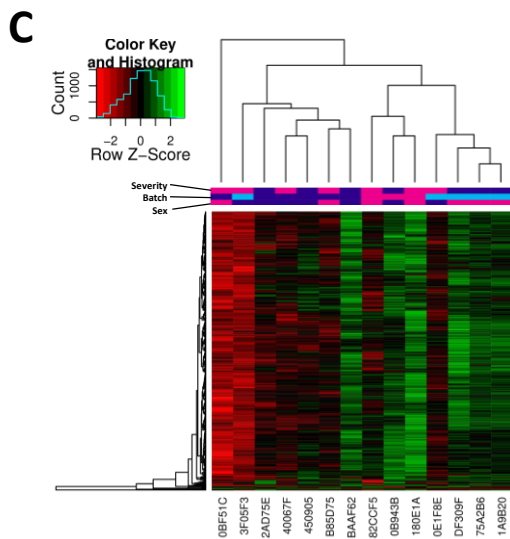 C
Color Key
and Histogram
Count
0 1000
−2 0 2
Row Z−Score
Severity
Batch
Sex
0BF51C
3F05F3
2AD75E
40067F
450905
B85D75
BAAF62
82CCF5
0B943B
180E1A
0E1F8E
DF309F
75A2B6
1A9B20